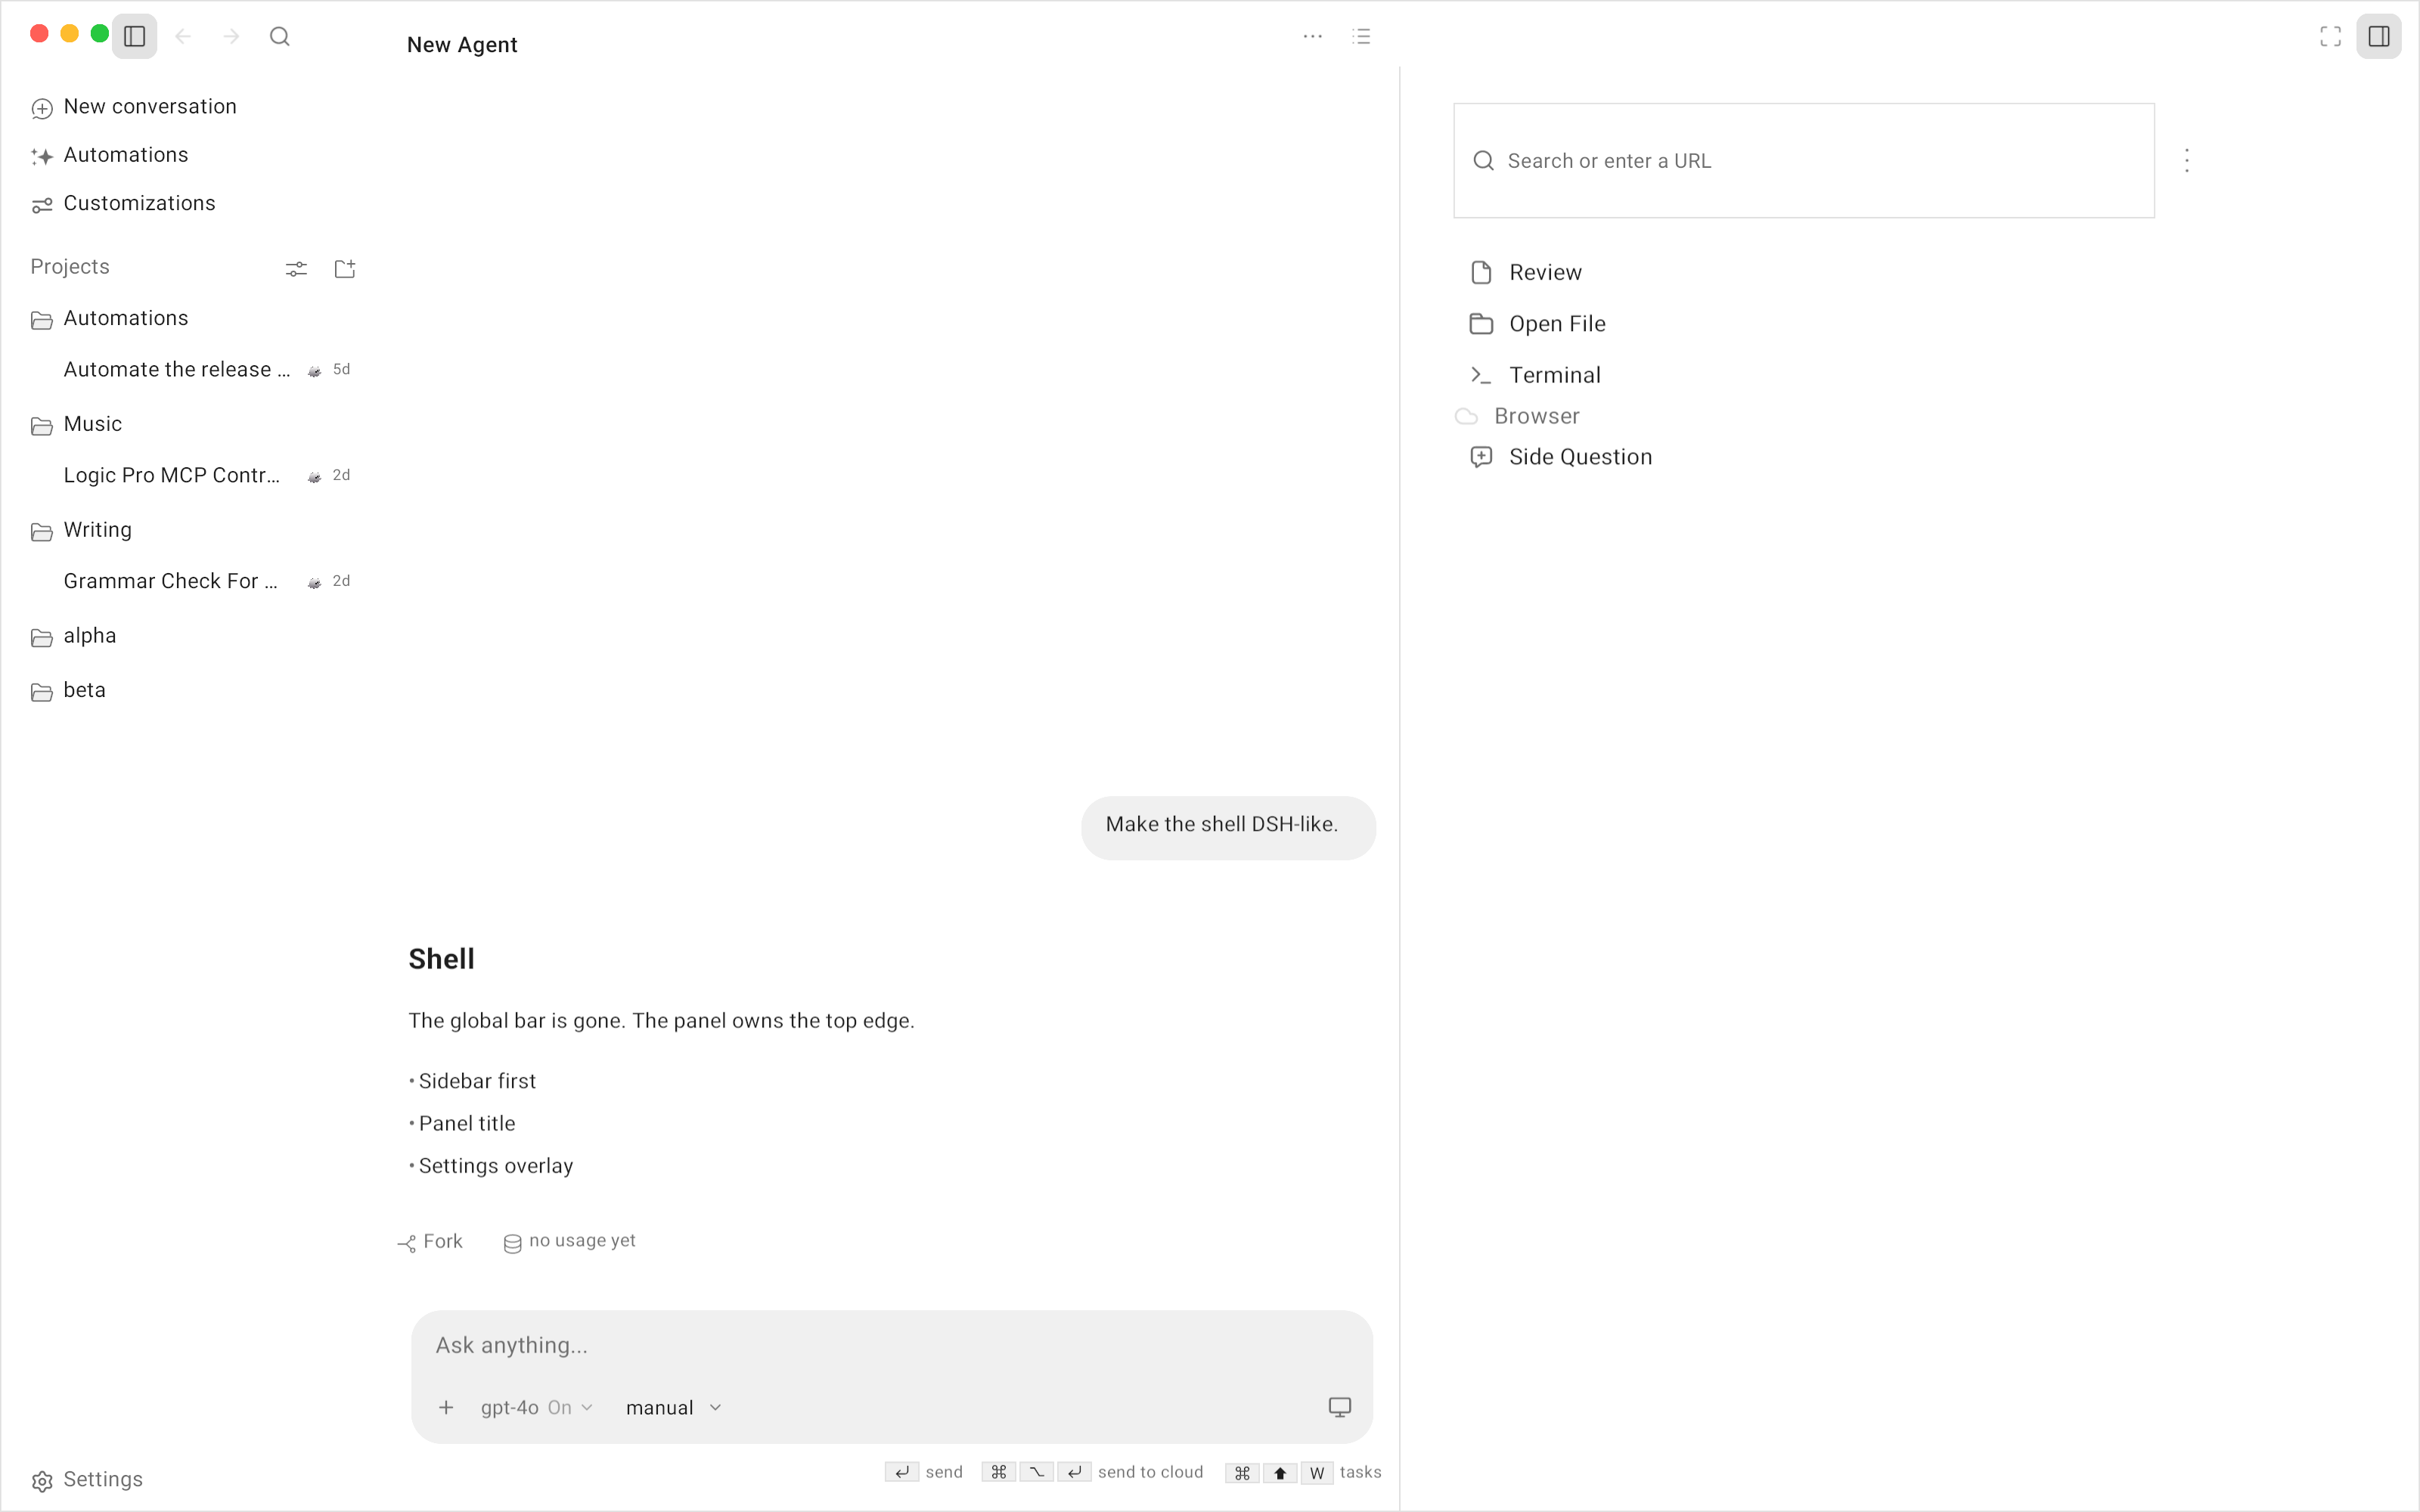 New Agent
New conversation
Automations
Customizations
Projects
Automations
Automate the release ... 5d
Music
Logic Pro MCP Contr... 2d
Writing
Grammar Check For ... 2d
alpha
beta
Settings
Make the shell DSH-like.
Shell
The global bar is gone. The panel owns the top edge.
• Sidebar first
• Panel title
• Settings overlay
Fork no usage yet
Ask anything...
+ gpt-4o On manual
↵ send ⌘ ⌥ ↵ send to cloud ⌘ ⬆ W tasks
Search or enter a URL
Review
Open File
Terminal
Browser
Side Question